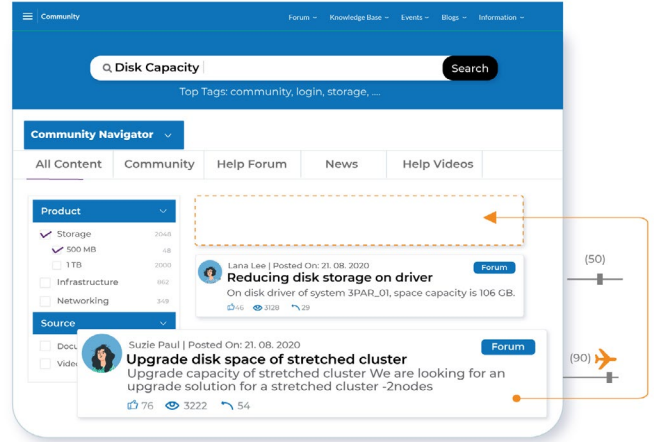 Community Forum Knowledge Base Events Blogs Information
Disk Capacity Search
Top Tags: community, login, storage, ....
Community Navigator
All Content Community Help Forum News Help Videos
Product
Storage 2048
500 MB 48
1 TB 2000
Infrastructure 862
Networking 348
Source
Docu
Video
Lana Lee | Posted On: 21. 08. 2020 Forum
Reducing disk storage on driver
On disk driver of system 3PAR_01, space capacity is 106 GB.
46 3128 29
(50)
Suzie Paul | Posted On: 21. 08. 2020 Forum
Upgrade disk space of stretched cluster
Upgrade capacity of stretched cluster We are looking for an
upgrade solution for a stretched cluster -2nodes
76 3222 54
(90)